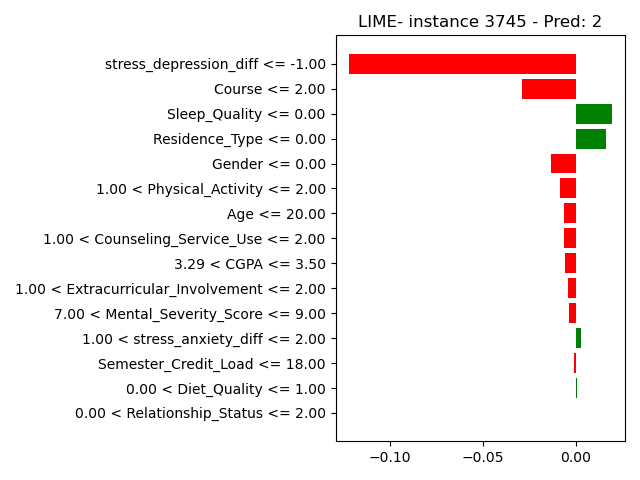 LIME- instance 3745 - Pred: 2
stress_depression_diff <= -1.00
Course <= 2.00
Sleep_Quality <= 0.00
Residence_Type <= 0.00
Gender <= 0.00
1.00 < Physical_Activity <= 2.00
Age <= 20.00
1.00 < Counseling_Service_Use <= 2.00
3.29 < CGPA <= 3.50
1.00 < Extracurricular_Involvement <= 2.00
7.00 < Mental_Severity_Score <= 9.00
1.00 < stress_anxiety_diff <= 2.00
Semester_Credit_Load <= 18.00
0.00 < Diet_Quality <= 1.00
0.00 < Relationship_Status <= 2.00
−0.10 −0.05 0.00